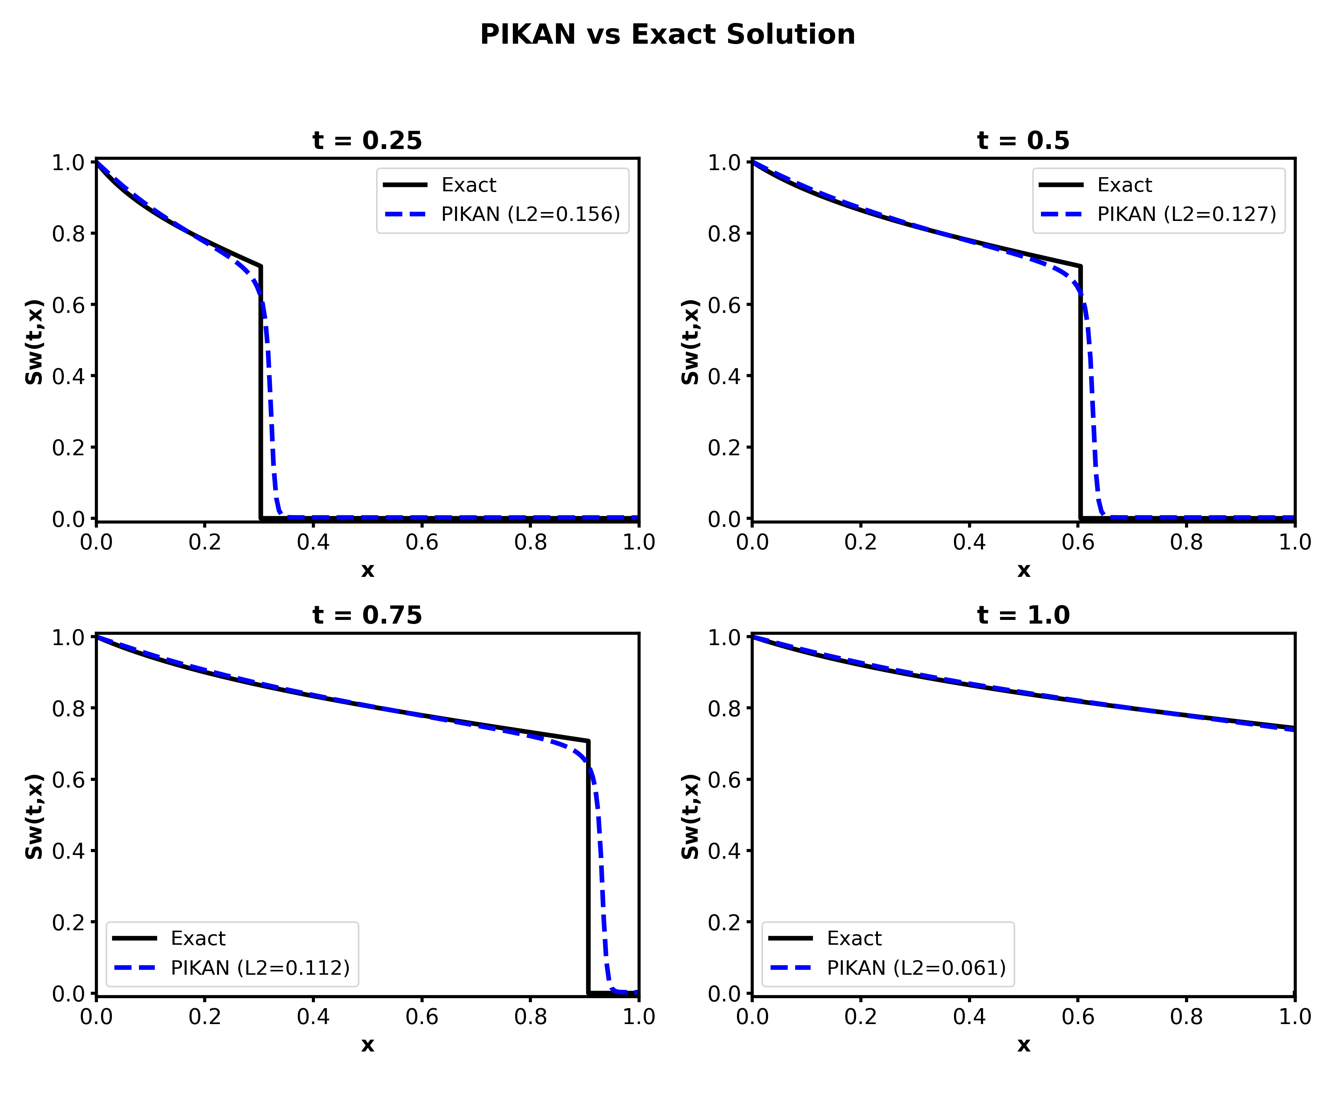 PIKAN vs Exact Solution
t = 0.25
1.0
0.8
0.6
0.4
0.2
0.0
Sw(t,x)
Exact
PIKAN (L2=0.156)
0.0 0.2 0.4 0.6 0.8 1.0
x
t = 0.5
1.0
0.8
0.6
0.4
0.2
0.0
Sw(t,x)
Exact
PIKAN (L2=0.127)
0.0 0.2 0.4 0.6 0.8 1.0
x
t = 0.75
1.0
0.8
0.6
0.4
0.2
0.0
Sw(t,x)
Exact
PIKAN (L2=0.112)
0.0 0.2 0.4 0.6 0.8 1.0
x
t = 1.0
1.0
0.8
0.6
0.4
0.2
0.0
Sw(t,x)
Exact
PIKAN (L2=0.061)
0.0 0.2 0.4 0.6 0.8 1.0
x